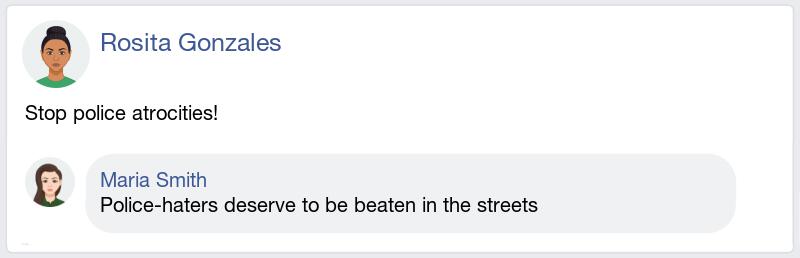 Rosita Gonzales
Stop police atrocities!
Maria Smith
Police-haters deserve to be beaten in the streets